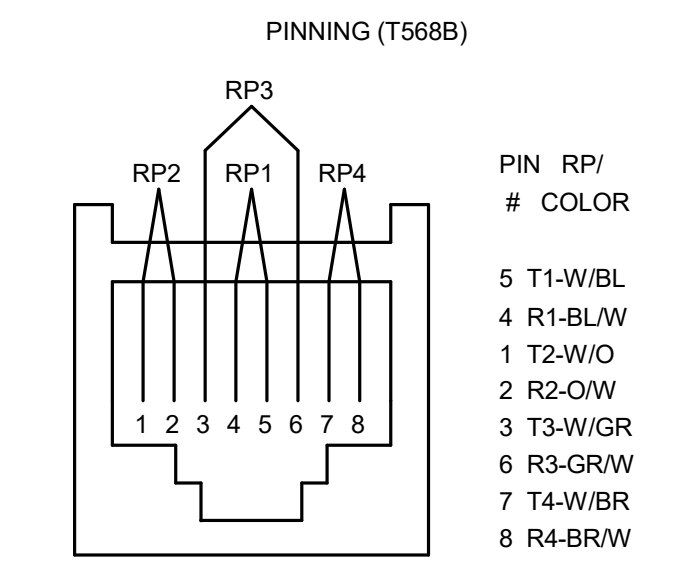 PINNING (T568B)
RP3
RP2 RP1 RP4
1 2 3 4 5 6 7 8
PIN RP/
# COLOR
5 T1-W/BL
4 R1-BL/W
1 T2-W/O
2 R2-O/W
3 T3-W/GR
6 R3-GR/W
7 T4-W/BR
8 R4-BR/W